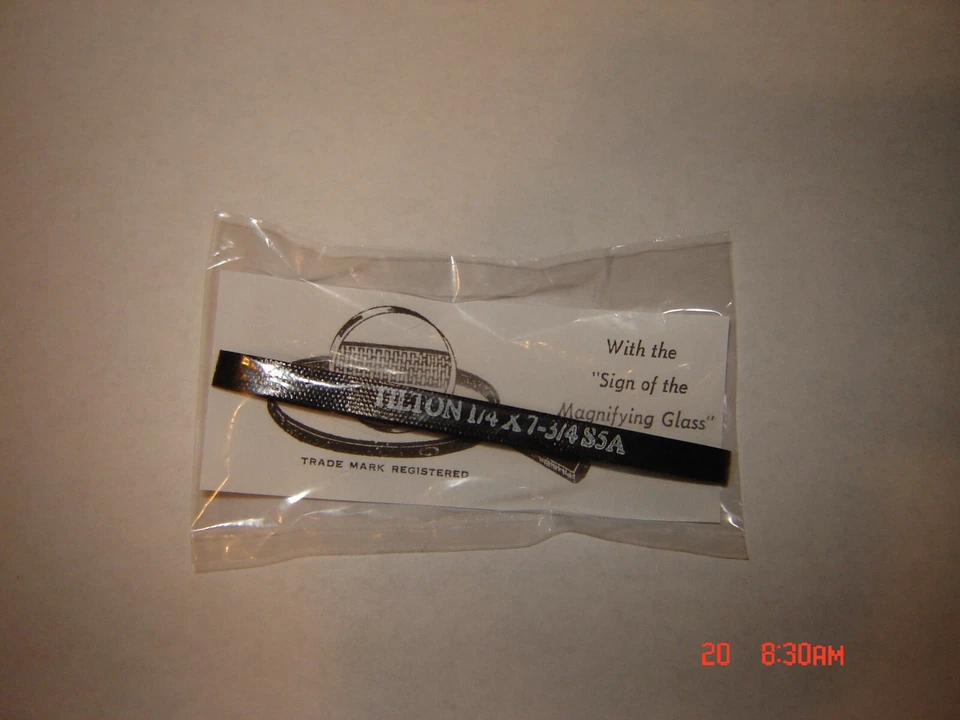 With the
"Sign of the
Magnifying Glass"
TILTON 1/4 X 7-3/4 S5A
TRADE MARK REGISTERED
20 8:30AM